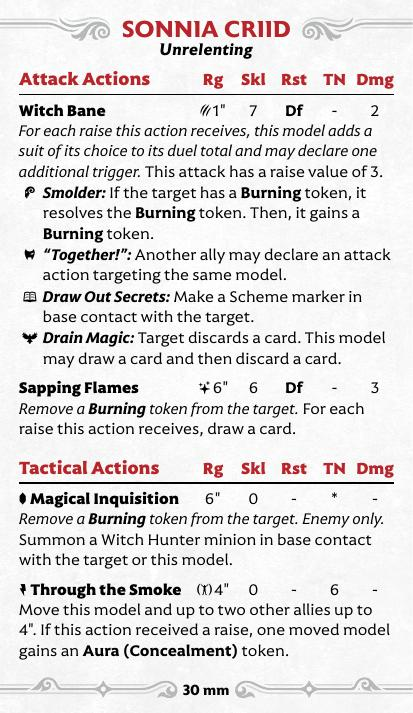 SONNIA CRIID
Unrelenting
Attack Actions Rg Skl Rst TN Dmg
Witch Bane 1" 7 Df - 2
For each raise this action receives, this model adds a
suit of its choice to its duel total and may declare one
additional trigger. This attack has a raise value of 3.
Smolder: If the target has a Burning token, it
resolves the Burning token. Then, it gains a
Burning token.
"Together!": Another ally may declare an attack
action targeting the same model.
Draw Out Secrets: Make a Scheme marker in
base contact with the target.
Drain Magic: Target discards a card. This model
may draw a card and then discard a card.
Sapping Flames 6" 6 Df - 3
Remove a Burning token from the target. For each
raise this action receives, draw a card.
Tactical Actions Rg Skl Rst TN Dmg
Magical Inquisition 6" 0 - * -
Remove a Burning token from the target. Enemy only.
Summon a Witch Hunter minion in base contact
with the target or this model.
Through the Smoke 4" 0 - 6 -
Move this model and up to two other allies up to
4". If this action received a raise, one moved model
gains an Aura (Concealment) token.
30 mm